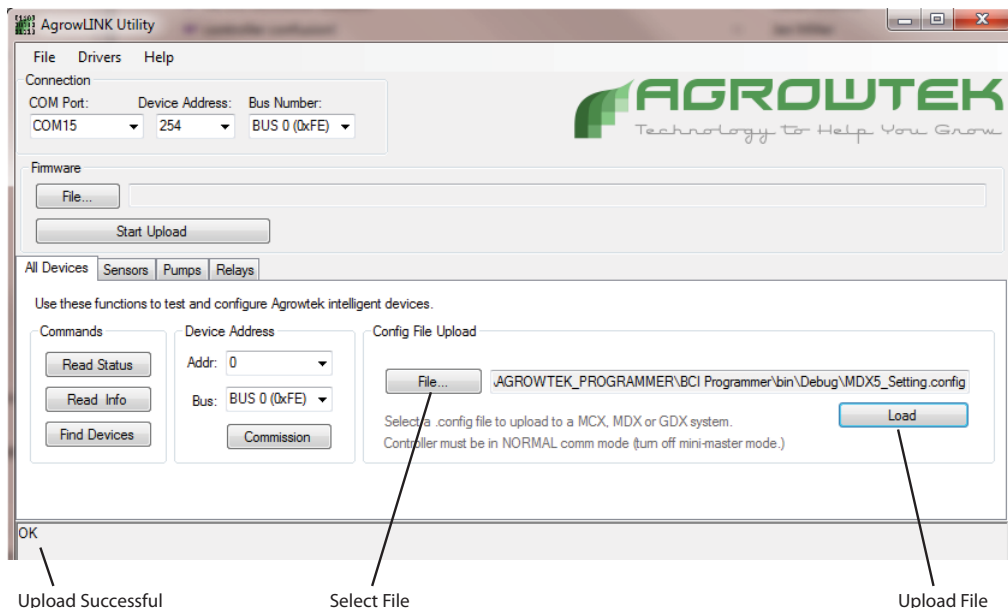 AgrowLINK Utility
File Drivers Help
Connection
COM Port: Device Address: Bus Number:
COM15 254 BUS 0 (0xFE)
AGROWTEK
Technology to Help You Grow
Firmware
File...
Start Upload
All Devices Sensors Pumps Relays
Use these functions to test and configure Agrowtek intelligent devices.
Commands
Read Status
Read Info
Find Devices
Device Address
Addr: 0
Bus: BUS 0 (0xFE)
Commission
Config File Upload
File... .AGROWTEK_PROGRAMMER\BCI Programmer\bin\Debug\MDX5_Setting.config
Select a .config file to upload to a MCX, MDX or GDX system.
Load
Controller must be in NORMAL comm mode (turn off mini-master mode.)
OK
Upload Successful Select File Upload File